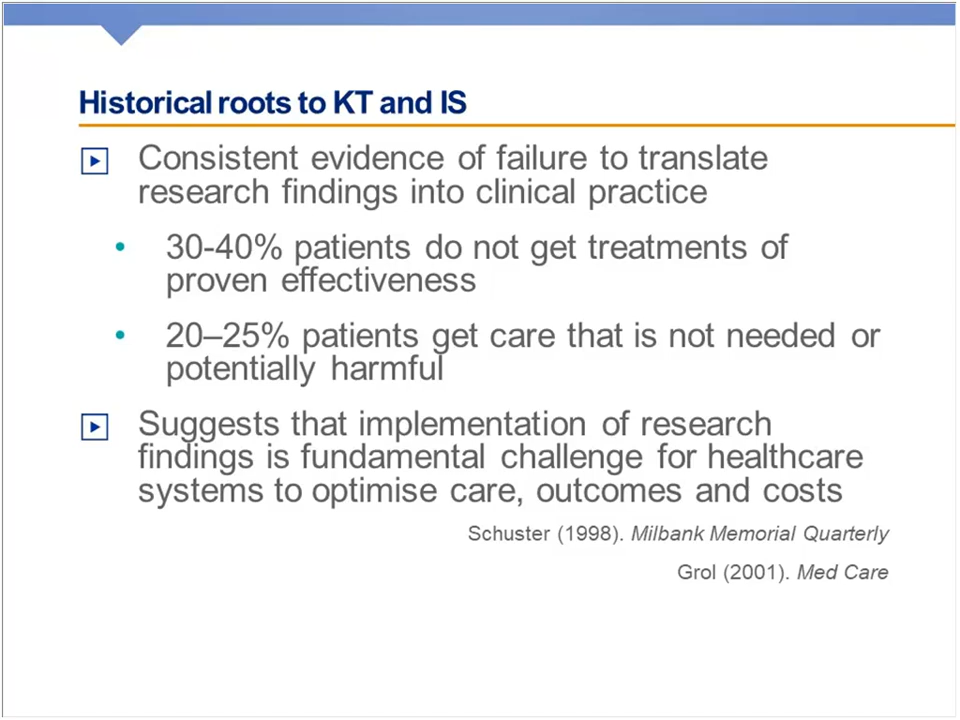 Historical roots to KT and IS
Consistent evidence of failure to translate
research findings into clinical practice
• 30-40% patients do not get treatments of
proven effectiveness
• 20–25% patients get care that is not needed or
potentially harmful
Suggests that implementation of research
findings is fundamental challenge for healthcare
systems to optimise care, outcomes and costs
Schuster (1998). Milbank Memorial Quarterly
Grol (2001). Med Care